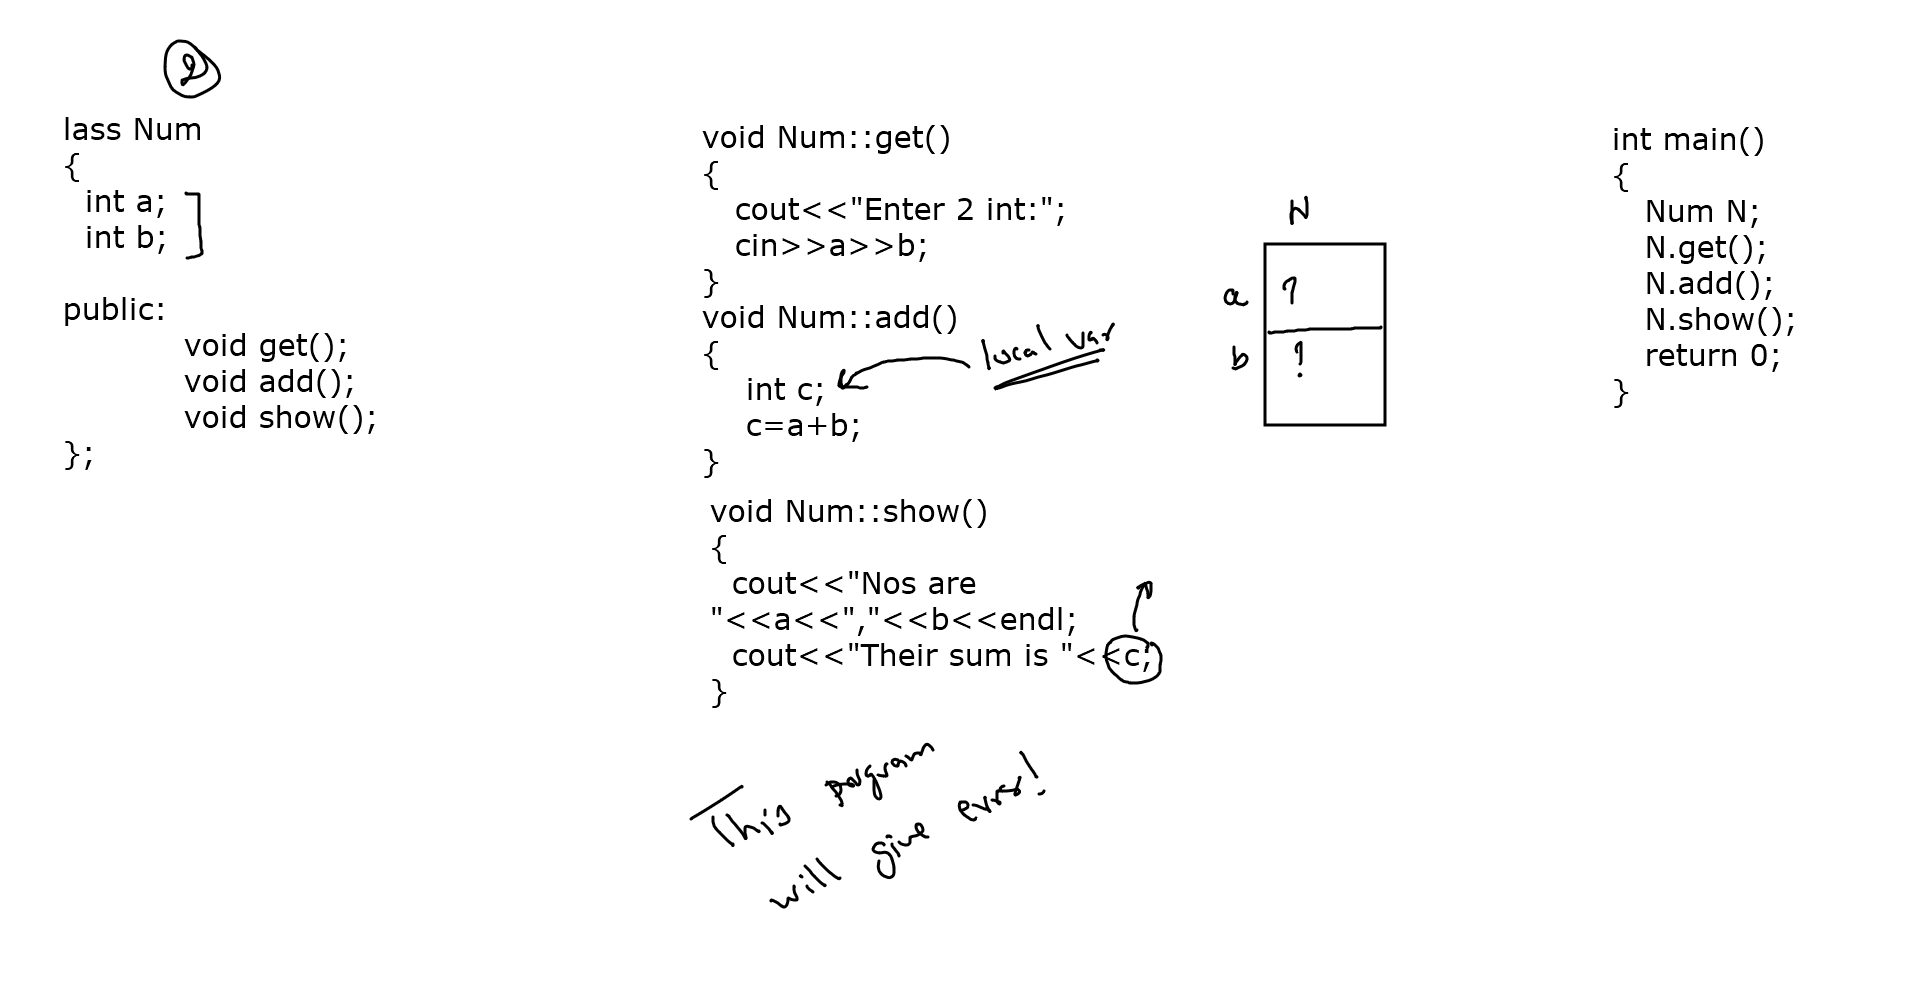 2
lass Num
{
int a;
int b;
public:
void get();
void add();
void show();
};
void Num::get()
{
cout<<"Enter 2 int:";
cin>>a>>b;
}
void Num::add()
{
int c;
c=a+b;
}
local var
void Num::show()
{
cout<<"Nos are
"<<a<<","<<b<<endl;
cout<<"Their sum is "<<c;
}
This program
will give error!
N
a ?
b ?
int main()
{
Num N;
N.get();
N.add();
N.show();
return 0;
}